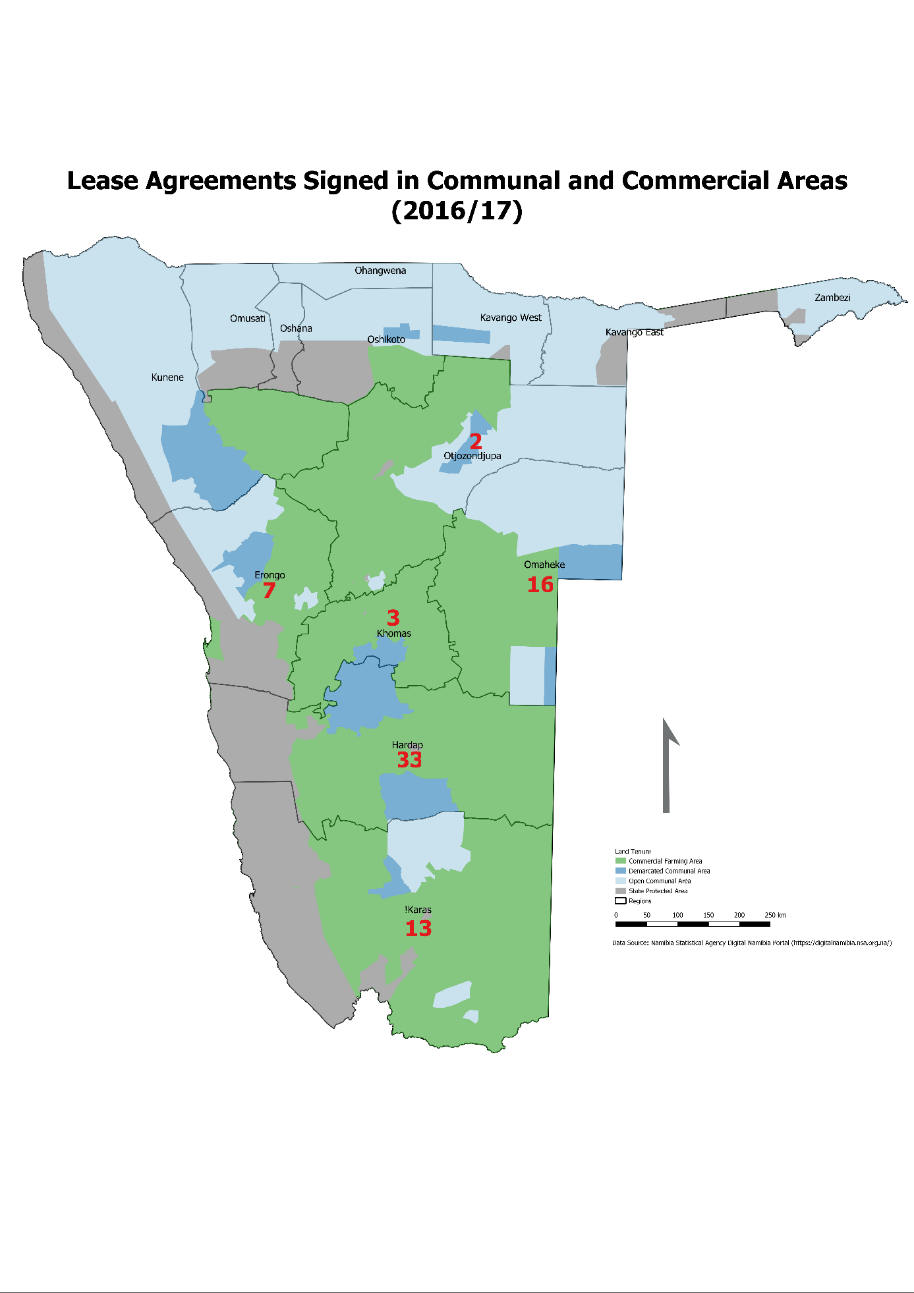 Lease Agreements Signed in Communal and Commercial Areas
(2016/17)
Ohangwena
Zambezi
Omusati
Kavango West
Oshana
Kavango East
Oshikoto
Kunene
2
Otjozondjupa
Omaheke
16
Erongo
7
3
Khomas
Hardap
33
!Karas
13
Land Tenure
Commercial Farming Area
Demarcated Communal Area
Open Communal Area
State Protected Area
Regions
0 50 100 150 200 250 km
Data Source: Namibia Statistical Agency Digital Namibia Portal (https://digitalnamibia.nsa.org.na/)